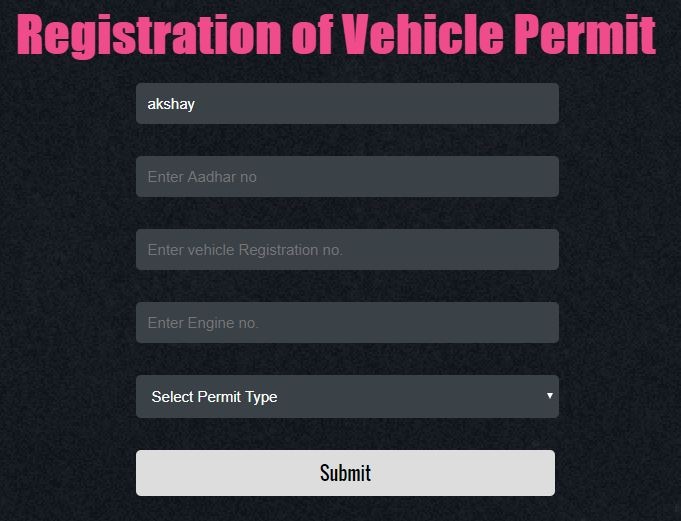 Registration of Vehicle Permit
akshay
Enter Aadhar no
Enter vehicle Registration no.
Enter Engine no.
Select Permit Type
Submit